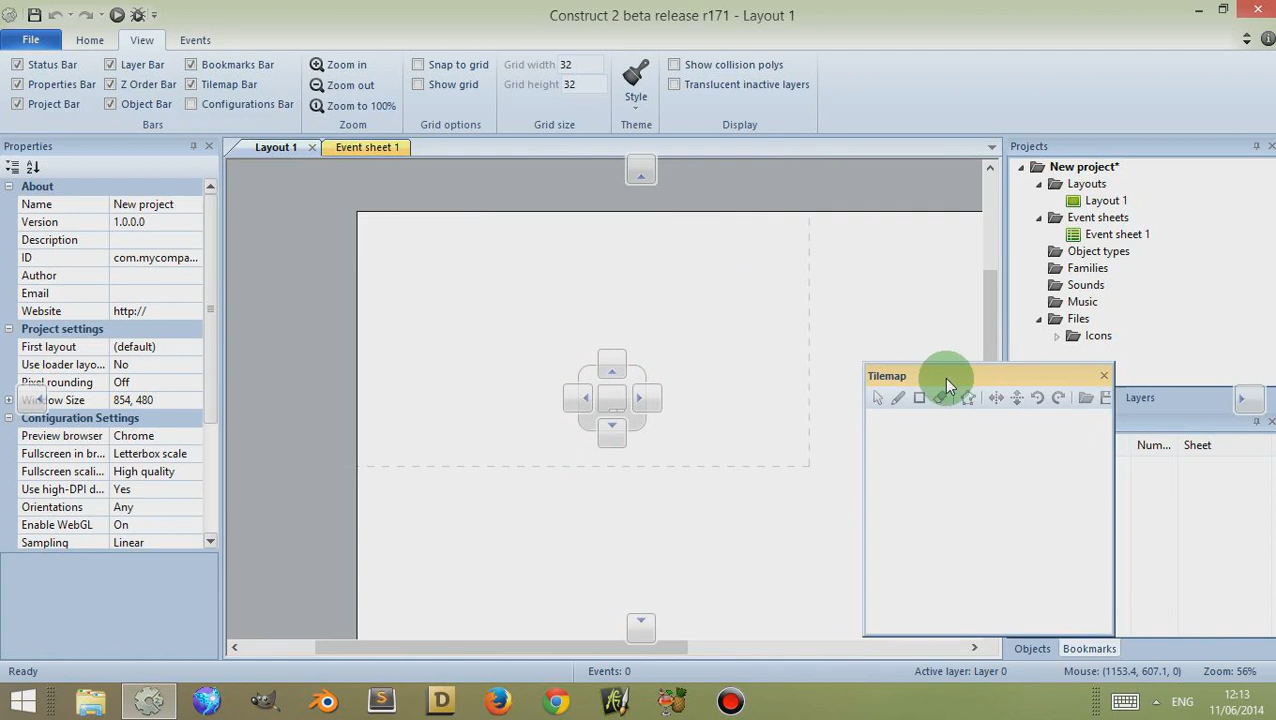 Construct 2 beta release r171 - Layout 1
File
Home
View
Events
Status Bar
Properties Bar
Project Bar
Layer Bar
Z Order Bar
Object Bar
Bookmarks Bar
Tilemap Bar
Configurations Bar
Bars
Zoom in
Zoom out
Zoom to 100%
Zoom
Snap to grid
Show grid
Grid options
Grid width 32
Grid height 32
Grid size
Style
Theme
Show collision polys
Translucent inactive layers
Display
Properties
About
Name New project
Version 1.0.0.0
Description
ID com.mycompa...
Author
Email
Website http://
Project settings
First layout (default)
Use loader layo... No
Pixel rounding Off
Window Size 854, 480
Configuration Settings
Preview browser Chrome
Fullscreen in br... Letterbox scale
Fullscreen scali... High quality
Use high-DPI d... Yes
Orientations Any
Enable WebGL On
Sampling Linear
Layout 1
Event sheet 1
Tilemap
Projects
New project*
Layouts
Layout 1
Event sheets
Event sheet 1
Object types
Families
Sounds
Music
Files
Icons
Layers
Num... Sheet
Objects
Bookmarks
Ready
Events: 0
Active layer: Layer 0
Mouse: (1153.4, 607.1, 0)
Zoom: 56%
ENG
12:13
11/06/2014